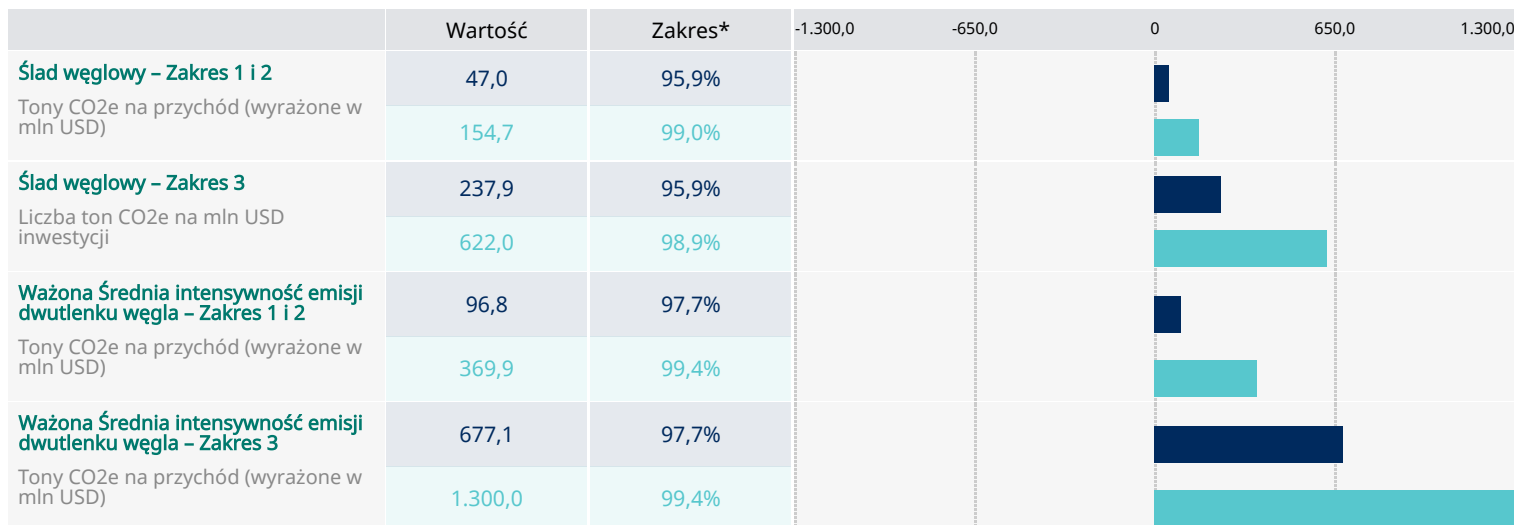 Wartość Zakres* -1.300,0 -650,0 0 650,0 1.300,0
Ślad węglowy – Zakres 1 i 2
Tony CO2e na przychód (wyrażone w
mln USD)
47,0 95,9%
154,7 99,0%
Ślad węglowy – Zakres 3
Liczba ton CO2e na mln USD
inwestycji
237,9 95,9%
622,0 98,9%
Ważona Średnia intensywność emisji
dwutlenku węgla – Zakres 1 i 2
Tony CO2e na przychód (wyrażone w
mln USD)
96,8 97,7%
369,9 99,4%
Ważona Średnia intensywność emisji
dwutlenku węgla – Zakres 3
Tony CO2e na przychód (wyrażone w
mln USD)
677,1 97,7%
1.300,0 99,4%